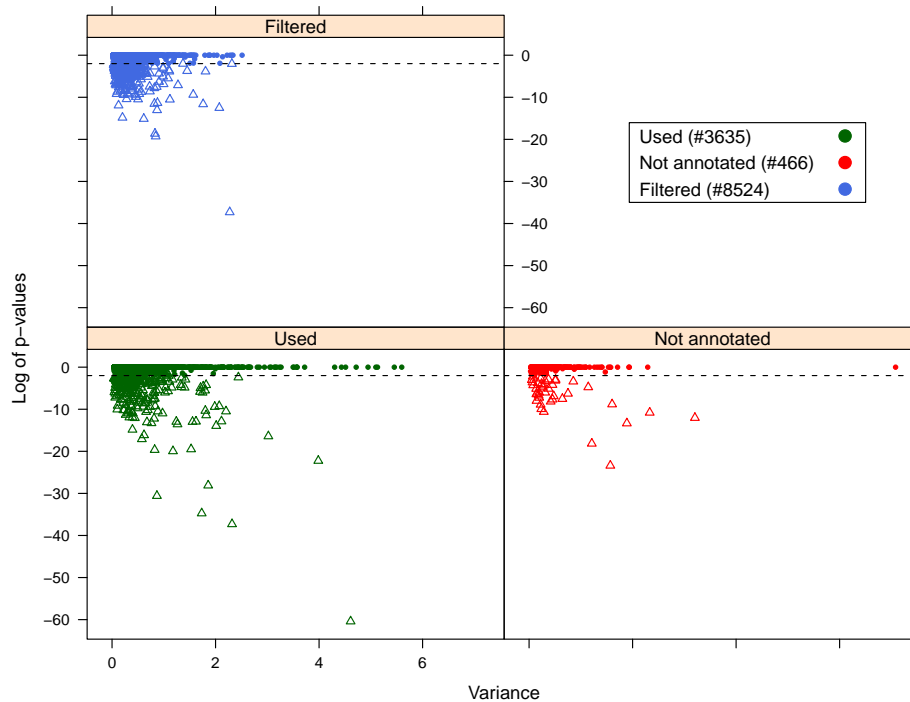 Filtered
0
−10
−20
−30
−40
−50
−60
Used (#3635)
Not annotated (#466)
Filtered (#8524)
Log of p−values
Used
Not annotated
0
−10
−20
−30
−40
−50
−60
0
2
4
6
Variance